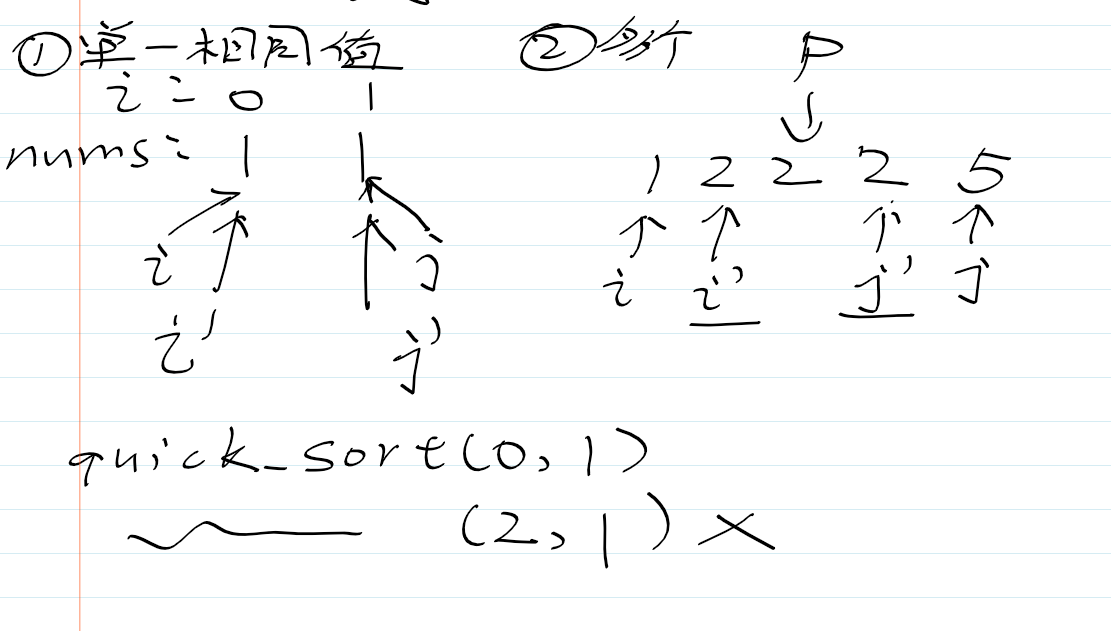 ①单一相同值
i: 0 1
nums: 1 1
i j
i' j'
②多个
p
1 2 2 2 5
i i' j' j
quick_sort(0,1)
(2,1) ×